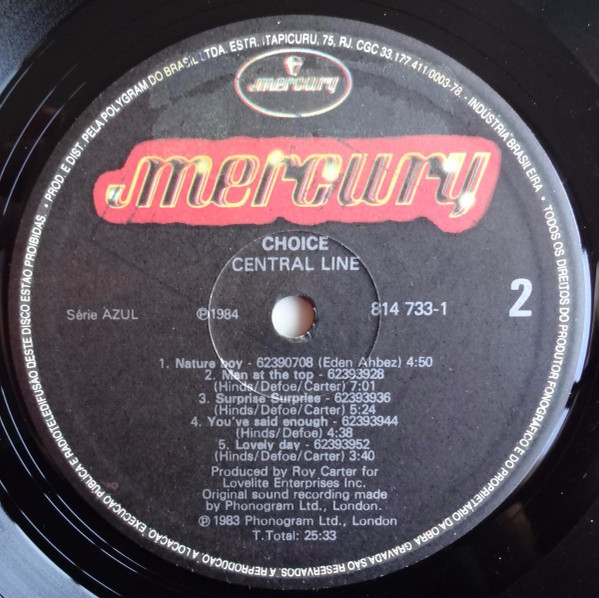 • PROD. E DIST. PELA POLYGRAM DO BRASIL LTDA. ESTR. ITAPICURU, 75, RJ. CGC 33.177.411/0003-78. - INDÚSTRIA BRASILEIRA • TODOS OS DIREITOS DO PRODUTOR FONOGRÁFICO E DO PROPRIETÁRIO DA OBRA GRAVADA SÃO RESERVADOS. A REPRODUÇÃO, A LOCAÇÃO, EXECUÇÃO PÚBLICA E RADIOTELEDIFUSÃO DESTE DISCO ESTÃO PROIBIDAS.
mercury
mercury
CHOICE
CENTRAL LINE
2
Série AZUL
℗1984
814 733-1
1. Nature boy - 62390708 (Eden Ahbez) 4:50
2. Man at the top - 62393928
(Hinds/Defoe/Carter) 7:01
3. Surprise Surprise - 62393936
(Hinds/Defoe/Carter) 5:24
4. You've said enough - 62393944
(Hinds/Defoe) 4:38
5. Lovely day - 62393952
(Hinds/Defoe/Carter) 3:40
Produced by Roy Carter for
Lovelite Enterprises Inc.
Original sound recording made
by Phonogram Ltd., London.
℗ 1983 Phonogram Ltd., London
T.Total: 25:33